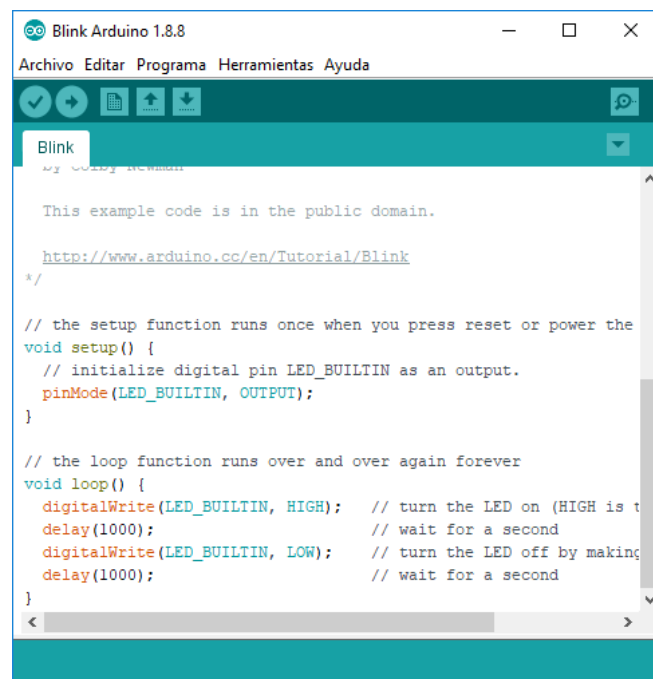 Blink Arduino 1.8.8
Archivo Editar Programa Herramientas Ayuda
Blink
by Colby Newman
This example code is in the public domain.
http://www.arduino.cc/en/Tutorial/Blink
*/
// the setup function runs once when you press reset or power the
void setup() {
// initialize digital pin LED_BUILTIN as an output.
pinMode(LED_BUILTIN, OUTPUT);
}
// the loop function runs over and over again forever
void loop() {
digitalWrite(LED_BUILTIN, HIGH);   // turn the LED on (HIGH is t
delay(1000);                       // wait for a second
digitalWrite(LED_BUILTIN, LOW);    // turn the LED off by making
delay(1000);                       // wait for a second
}